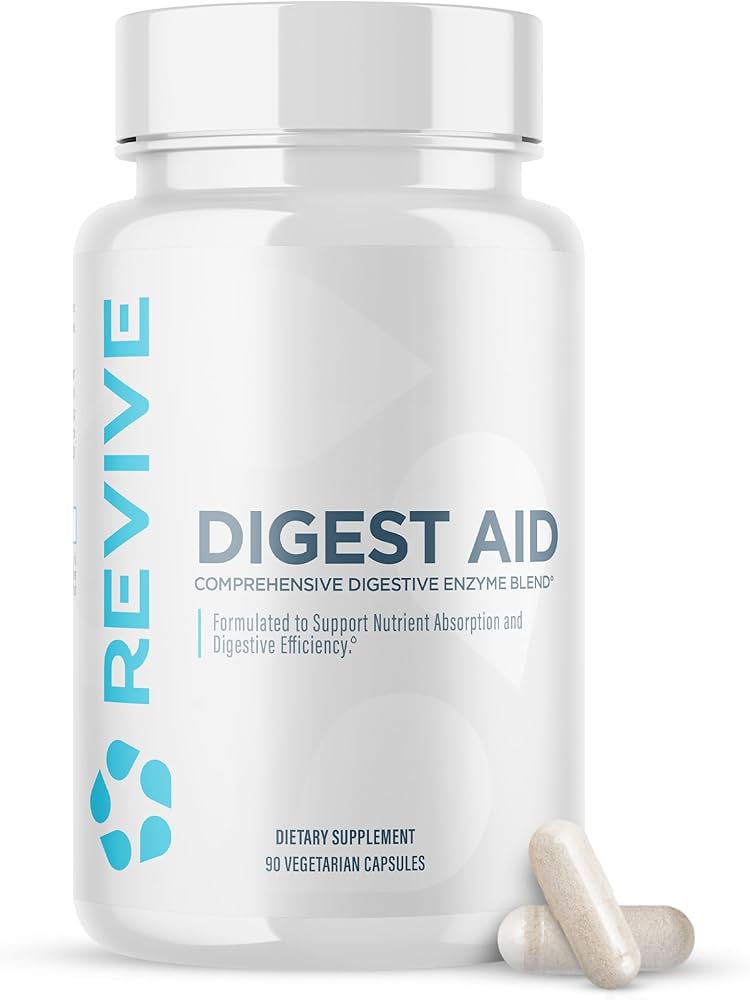 REVIVE
DIGEST AID
COMPREHENSIVE DIGESTIVE ENZYME BLEND◊
Formulated to Support Nutrient Absorption and
Digestive Efficiency.◊
DIETARY SUPPLEMENT
90 VEGETARIAN CAPSULES